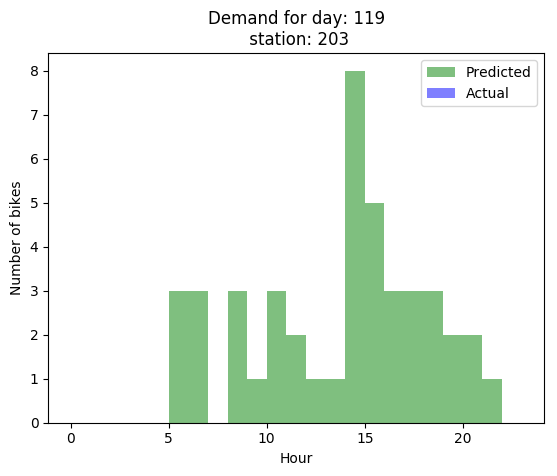 Demand for day: 119
station: 203
Predicted
Actual
Number of bikes
8
7
6
5
4
3
2
1
0
0 5 10 15 20
Hour